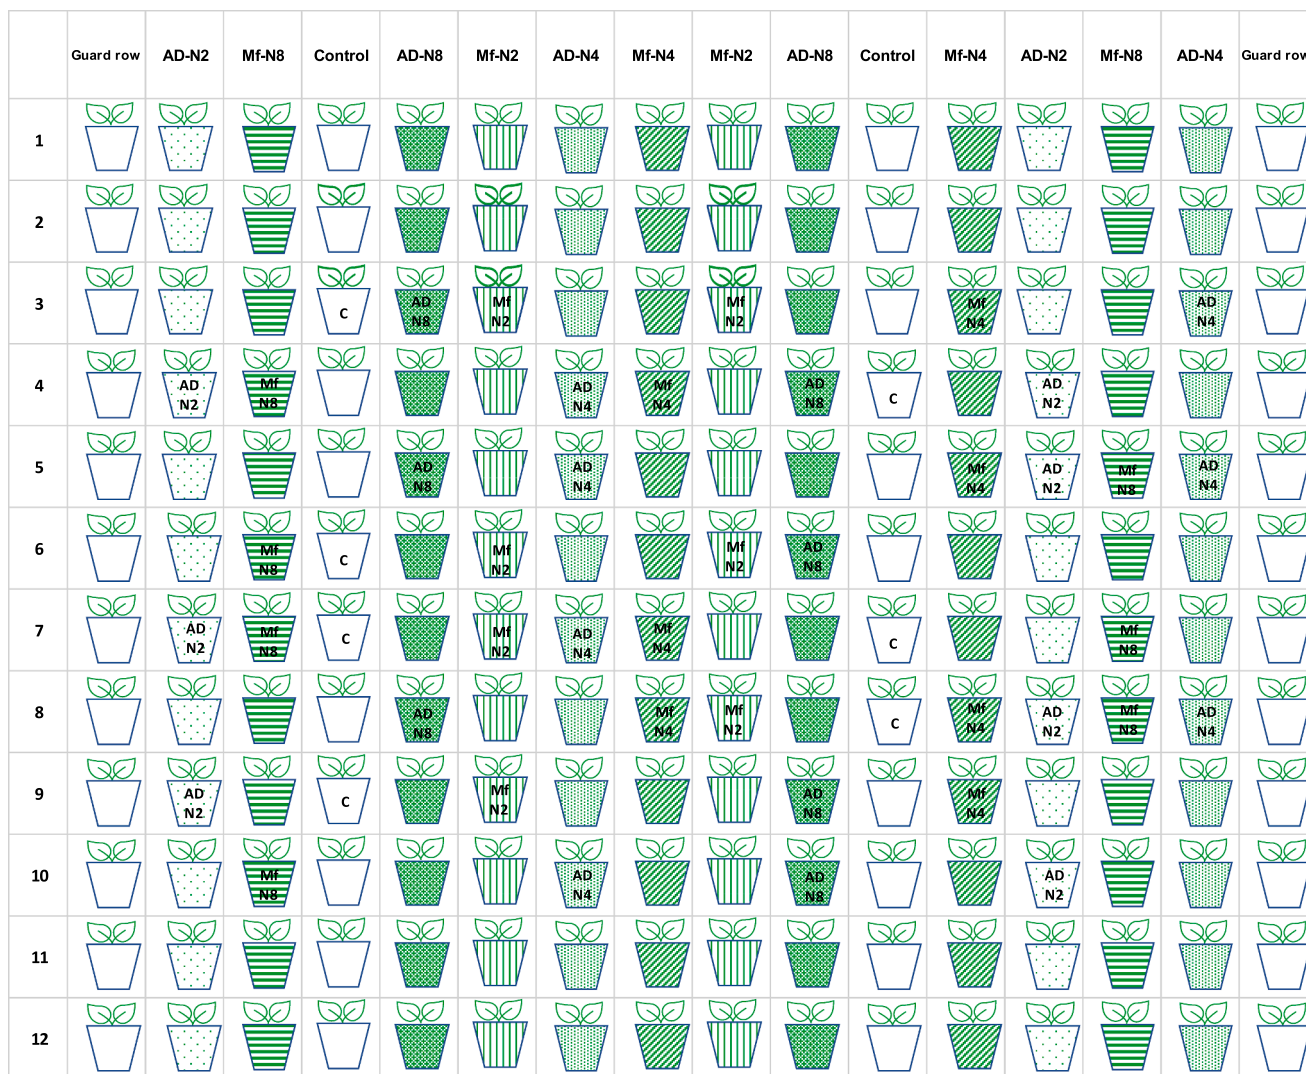 Guard row AD-N2 Mf-N8 Control AD-N8 Mf-N2 AD-N4 Mf-N4 Mf-N2 AD-N8 Control Mf-N4 AD-N2 Mf-N8 AD-N4 Guard row
1
2
3 C AD N8 Mf N2 Mf N2 Mf N4 AD N4
4 AD N2 Mf N8 AD N4 Mf N4 AD N8 C AD N2
5 AD N8 AD N4 Mf N4 AD N2 Mf N8 AD N4
6 Mf N8 C Mf N2 Mf N2 AD N8
7 AD N2 Mf N8 C Mf N2 AD N4 Mf N4 C Mf N8
8 AD N8 Mf N4 Mf N2 C Mf N4 AD N2 Mf N8 AD N4
9 AD N2 C Mf N2 AD N8 Mf N4
10 Mf N8 AD N4 AD N8 AD N2
11
12